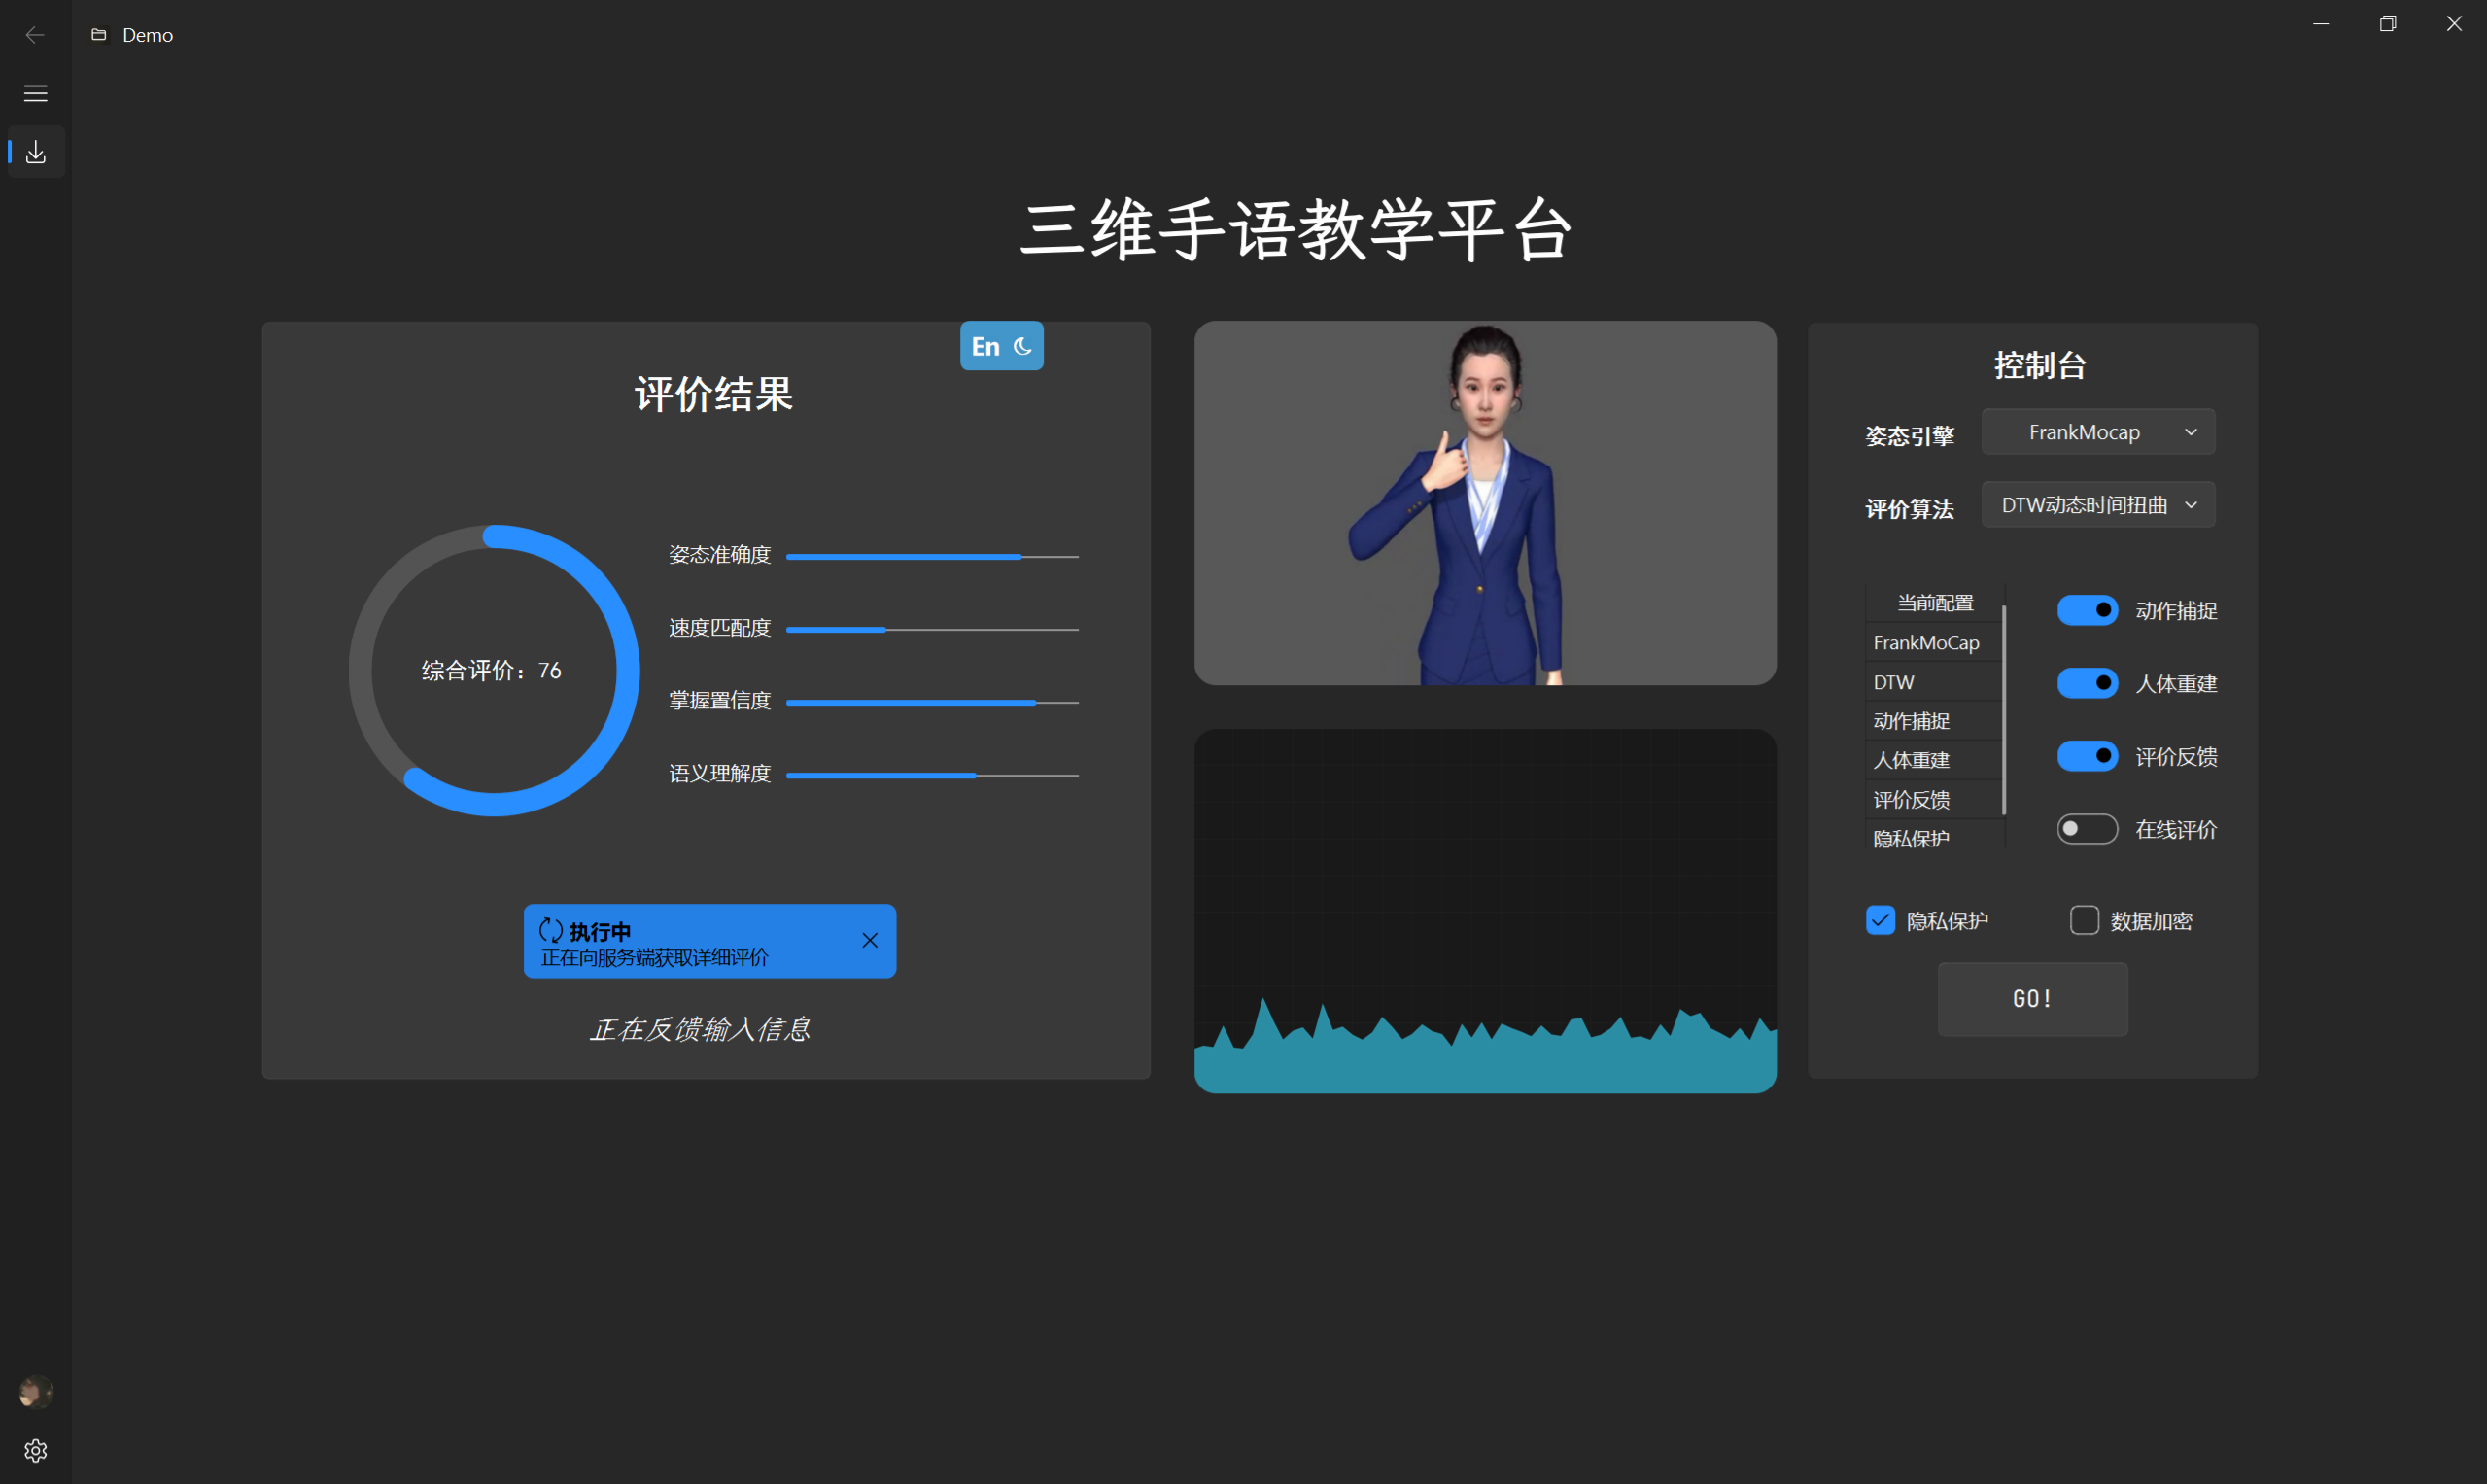 Demo
三维手语教学平台
En
评价结果
综合评价：76
姿态准确度
速度匹配度
掌握置信度
语义理解度
执行中
正在向服务端获取详细评价
正在反馈输入信息
控制台
姿态引擎 FrankMocap
评价算法 DTW动态时间扭曲
当前配置
FrankMoCap
DTW
动作捕捉
人体重建
评价反馈
隐私保护
动作捕捉
人体重建
评价反馈
在线评价
隐私保护 数据加密
GO!